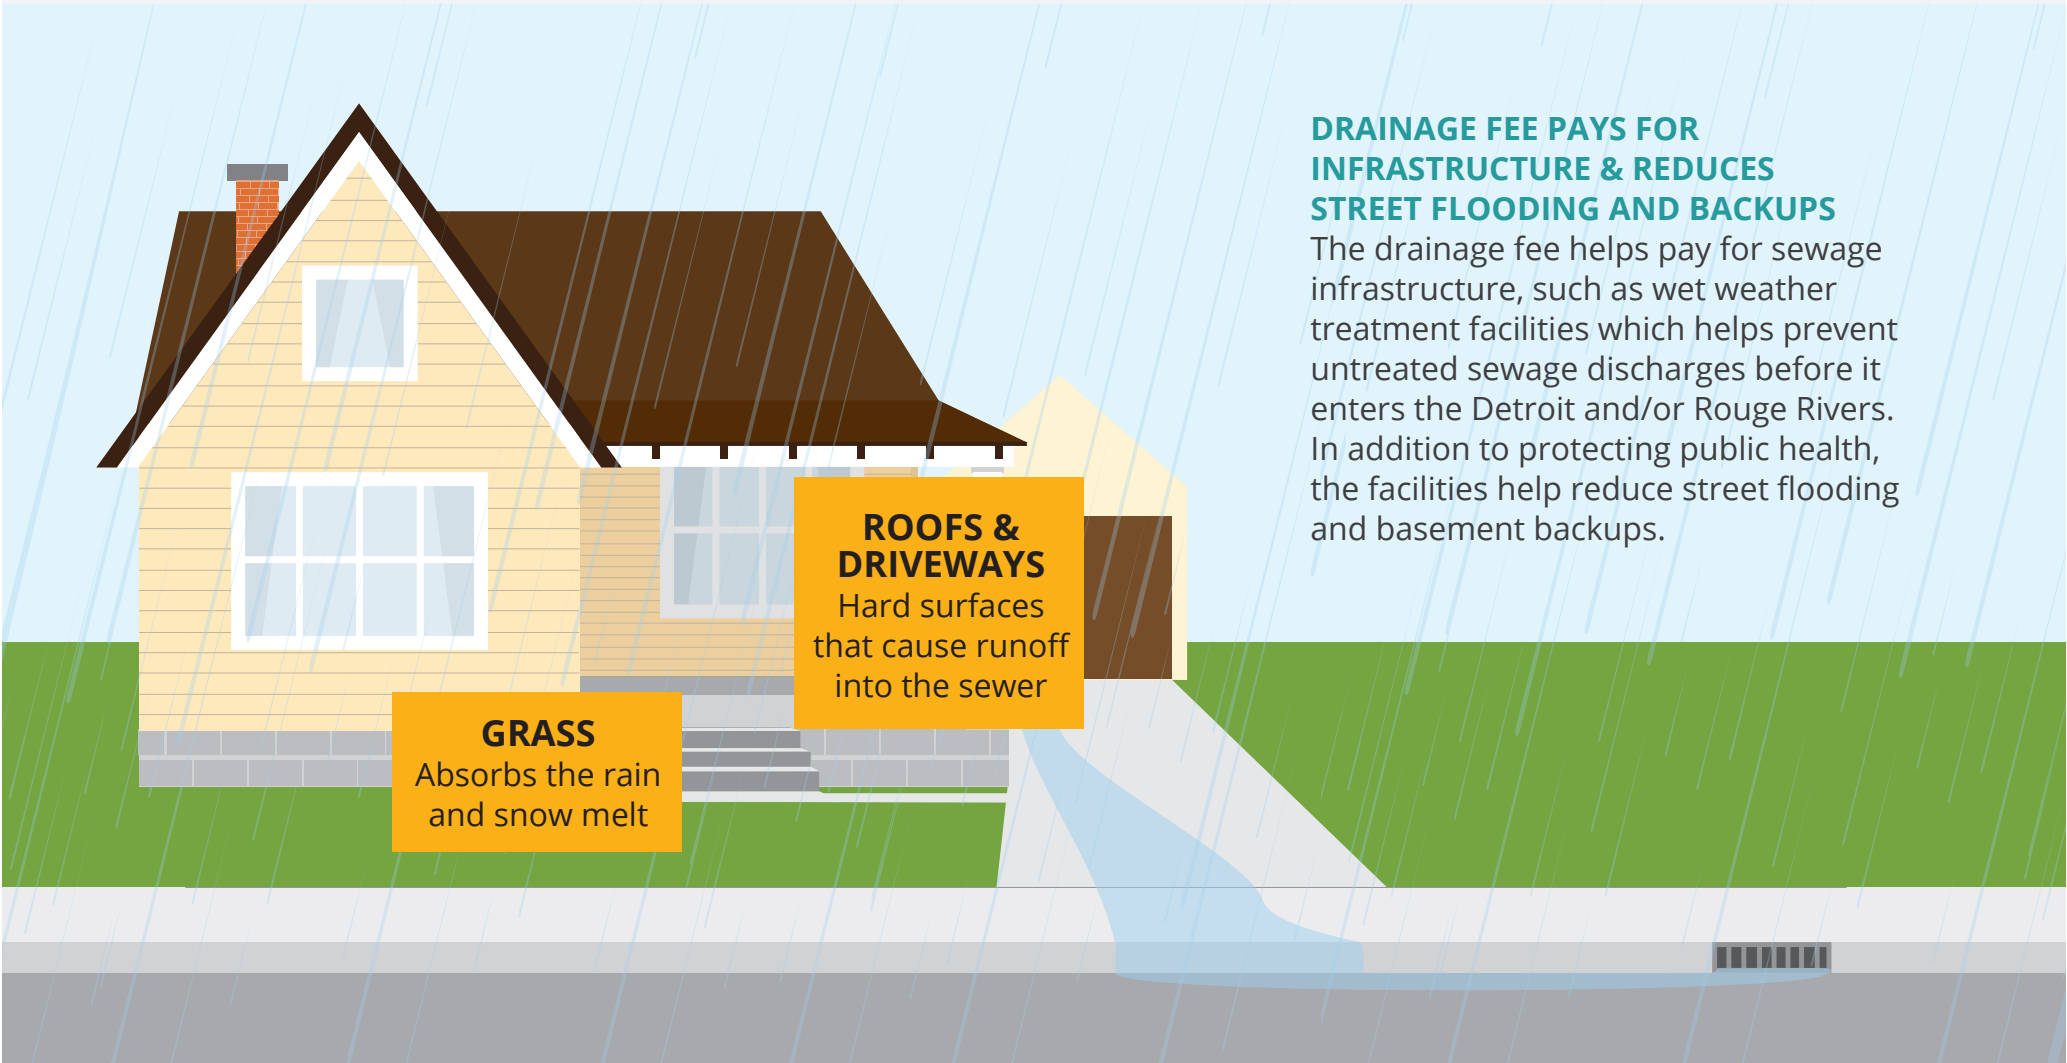 DRAINAGE FEE PAYS FOR
INFRASTRUCTURE & REDUCES
STREET FLOODING AND BACKUPS
The drainage fee helps pay for sewage
infrastructure, such as wet weather
treatment facilities which helps prevent
untreated sewage discharges before it
enters the Detroit and/or Rouge Rivers.
In addition to protecting public health,
the facilities help reduce street flooding
and basement backups.
ROOFS &
DRIVEWAYS
Hard surfaces
that cause runoff
into the sewer
GRASS
Absorbs the rain
and snow melt